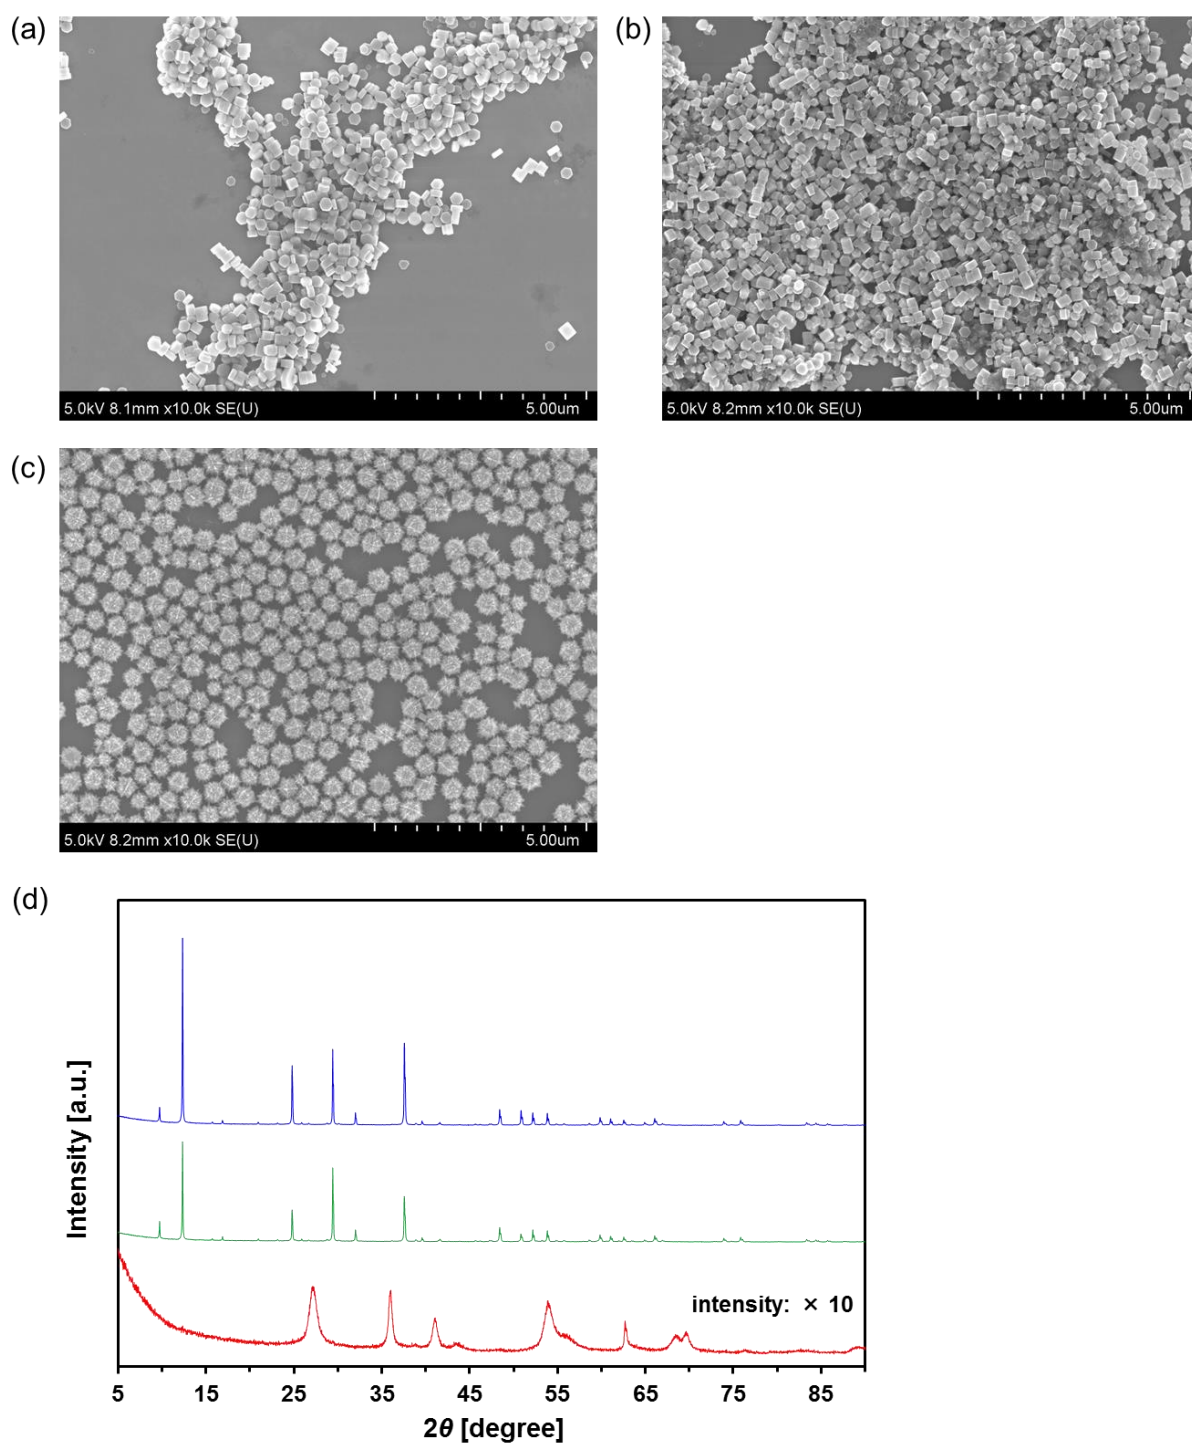 (a)
5.0kV 8.1mm x10.0k SE(U)
5.00um
(b)
5.0kV 8.2mm x10.0k SE(U)
5.00um
(c)
5.0kV 8.2mm x10.0k SE(U)
5.00um
(d)
Intensity [a.u.]
intensity: × 10
5 15 25 35 45 55 65 75 85
2θ [degree]